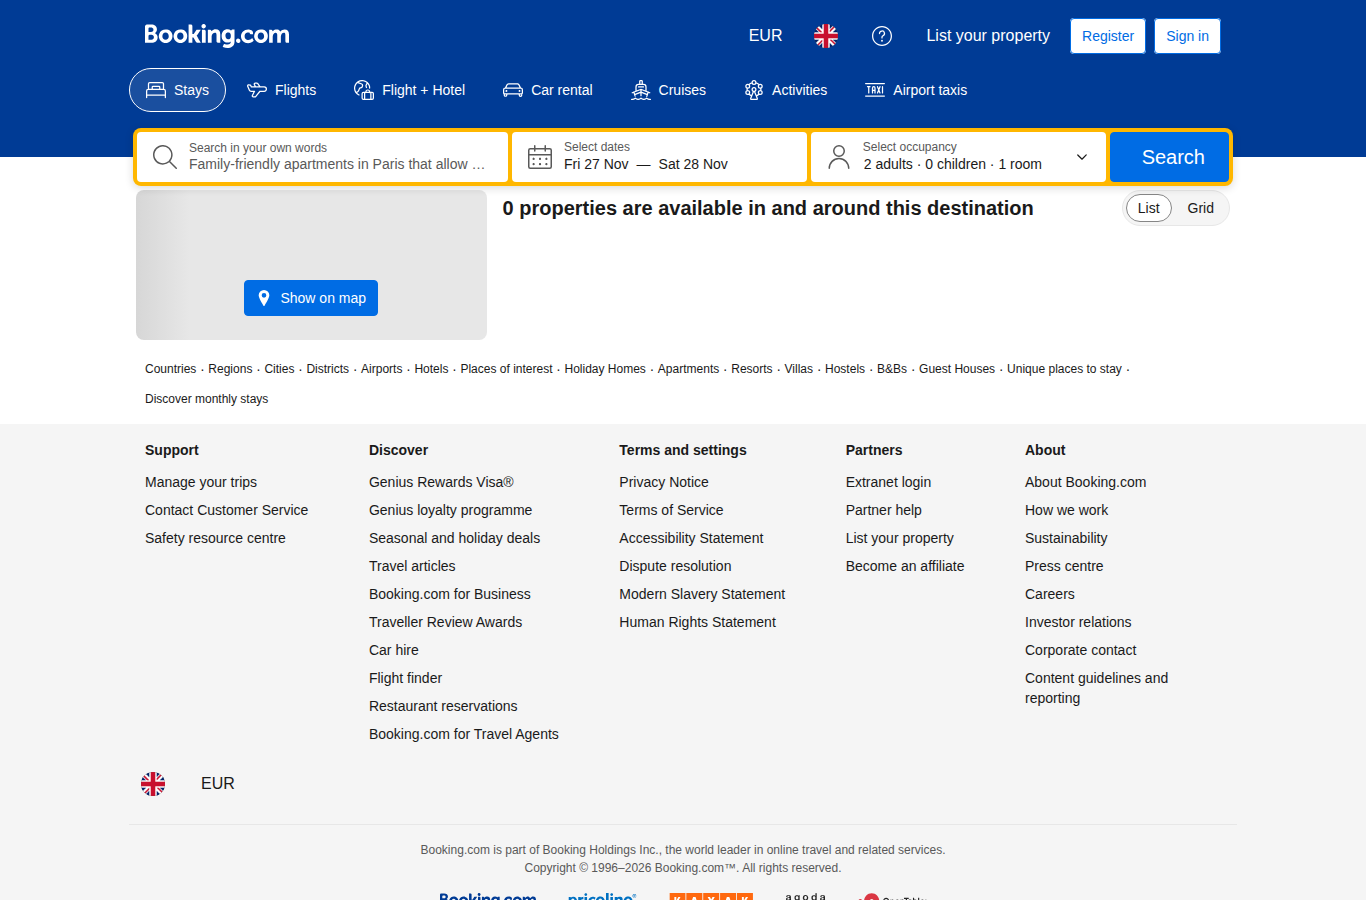 Booking.com
EUR
List your property
Register
Sign in
Stays
Flights
Flight + Hotel
Car rental
Cruises
Activities
TAXI
Airport taxis
Search in your own words
Family-friendly apartments in Paris that allow …
Select dates
Fri 27 Nov — Sat 28 Nov
Select occupancy
2 adults · 0 children · 1 room
Search
Show on map
0 properties are available in and around this destination
List
Grid
Countries · Regions · Cities · Districts · Airports · Hotels · Places of interest · Holiday Homes · Apartments · Resorts · Villas · Hostels · B&Bs · Guest Houses · Unique places to stay ·
Discover monthly stays
Support
Manage your trips
Contact Customer Service
Safety resource centre
Discover
Genius Rewards Visa®
Genius loyalty programme
Seasonal and holiday deals
Travel articles
Booking.com for Business
Traveller Review Awards
Car hire
Flight finder
Restaurant reservations
Booking.com for Travel Agents
Terms and settings
Privacy Notice
Terms of Service
Accessibility Statement
Dispute resolution
Modern Slavery Statement
Human Rights Statement
Partners
Extranet login
Partner help
List your property
Become an affiliate
About
About Booking.com
How we work
Sustainability
Press centre
Careers
Investor relations
Corporate contact
Content guidelines and
reporting
EUR
Booking.com is part of Booking Holdings Inc., the world leader in online travel and related services.
Copyright © 1996–2026 Booking.com™. All rights reserved.
Booking.com
priceline®
KAYAK
agoda
OpenTable